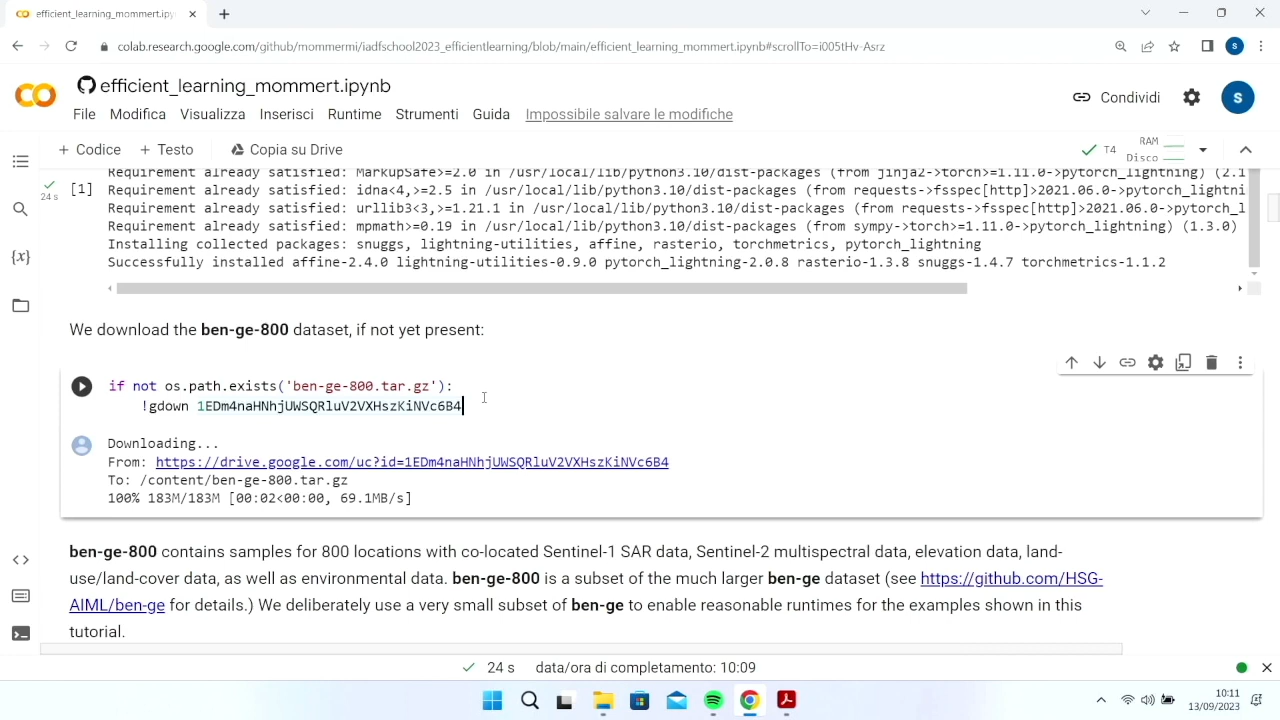 efficient_learning_mommert.ipy
colab.research.google.com/github/mommermi/iadfschool2023_efficientlearning/blob/main/efficient_learning_mommert.ipynb#scrollTo=i005tHv-Asrz
S
efficient_learning_mommert.ipynb
Condividi
S
File Modifica Visualizza Inserisci Runtime Strumenti Guida Impossibile salvare le modifiche
+ Codice + Testo Copia su Drive
T4 RAM
Disco
[1]
24 s
Requirement already satisfied: MarkupSafe>=2.0 in /usr/local/lib/python3.10/dist-packages (from jinja2->torch>=1.11.0->pytorch_lightning) (2.1
Requirement already satisfied: idna<4,>=2.5 in /usr/local/lib/python3.10/dist-packages (from requests->fsspec[http]>2021.06.0->pytorch_lightni
Requirement already satisfied: urllib3<3,>=1.21.1 in /usr/local/lib/python3.10/dist-packages (from requests->fsspec[http]>2021.06.0->pytorch_l
Requirement already satisfied: mpmath>=0.19 in /usr/local/lib/python3.10/dist-packages (from sympy->torch>=1.11.0->pytorch_lightning) (1.3.0)
Installing collected packages: snuggs, lightning-utilities, affine, rasterio, torchmetrics, pytorch_lightning
Successfully installed affine-2.4.0 lightning-utilities-0.9.0 pytorch_lightning-2.0.8 rasterio-1.3.8 snuggs-1.4.7 torchmetrics-1.1.2
{x}
We download the ben-ge-800 dataset, if not yet present:
if not os.path.exists('ben-ge-800.tar.gz'):
!gdown 1EDm4naHNhjUWSQRluV2VXHszKiNVc6B4
Downloading...
From: https://drive.google.com/uc?id=1EDm4naHNhjUWSQRluV2VXHszKiNVc6B4
To: /content/ben-ge-800.tar.gz
100% 183M/183M [00:02<00:00, 69.1MB/s]
ben-ge-800 contains samples for 800 locations with co-located Sentinel-1 SAR data, Sentinel-2 multispectral data, elevation data, land-
use/land-cover data, as well as environmental data. ben-ge-800 is a subset of the much larger ben-ge dataset (see https://github.com/HSG-
AIML/ben-ge for details.) We deliberately use a very small subset of ben-ge to enable reasonable runtimes for the examples shown in this
tutorial.
24 s data/ora di completamento: 10:09
10:11
13/09/2023